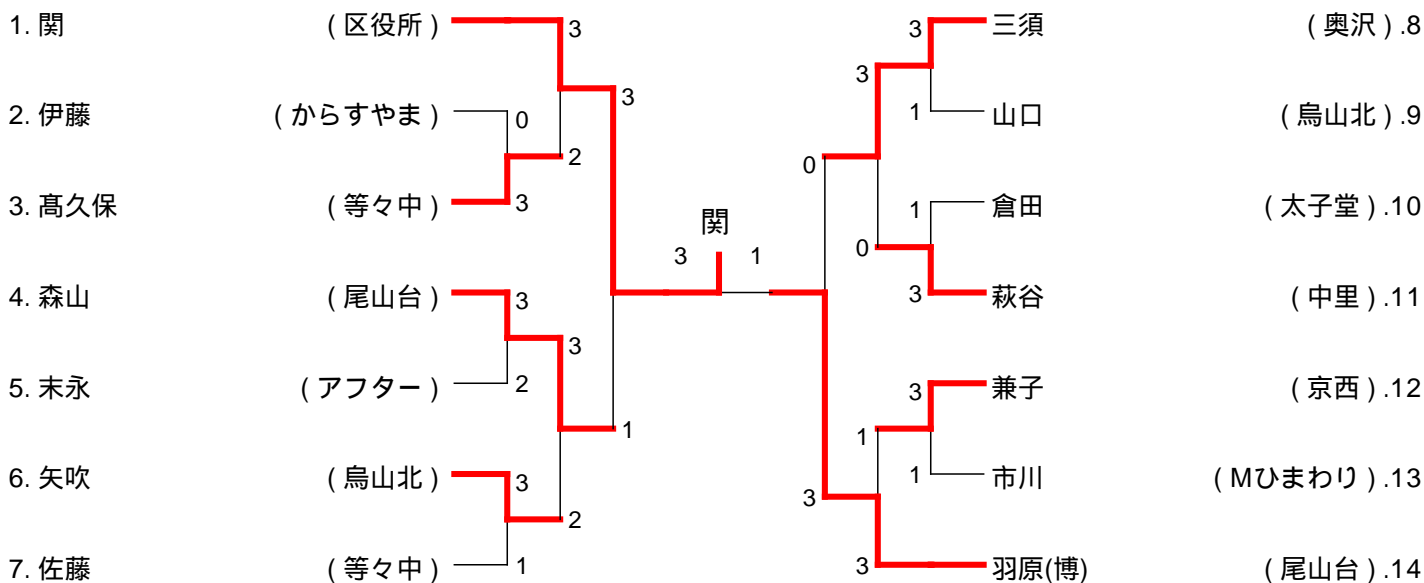 1. 関 ( 区役所 ) 3 3 三須 ( 奥沢 ) .8
3 3
2. 伊藤 ( からすやま ) 0 1 山口 ( 烏山北 ) .9
2 0
3. 髙久保 ( 等々中 ) 3 1 倉田 ( 太子堂 ) .10
関
3 1 0
4. 森山 ( 尾山台 ) 3 3 萩谷 ( 中里 ) .11
3
5. 末永 ( アフター ) 2 3 兼子 ( 京西 ) .12
1 1
6. 矢吹 ( 烏山北 ) 3 1 市川 ( Mひまわり ) .13
2 3
7. 佐藤 ( 等々中 ) 1 3 羽原(博) ( 尾山台 ) .14